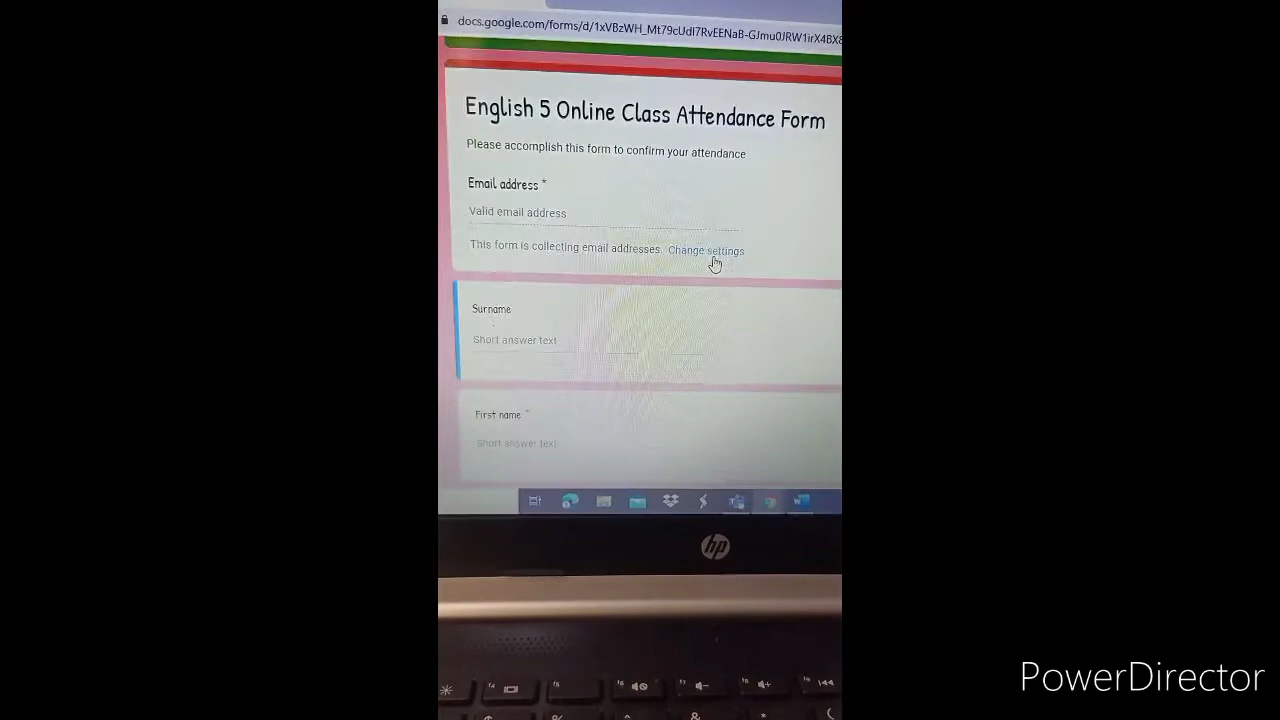 docs.google.com/forms/d/1xVBzWH_Mt79cUdI7RvEENaB-GJmu0JRW1irX4BX8
English 5 Online Class Attendance Form
Please accomplish this form to confirm your attendance
Email address *
Valid email address
This form is collecting email addresses. Change settings
Surname
Short answer text
First name *
Short answer text
hp
PowerDirector